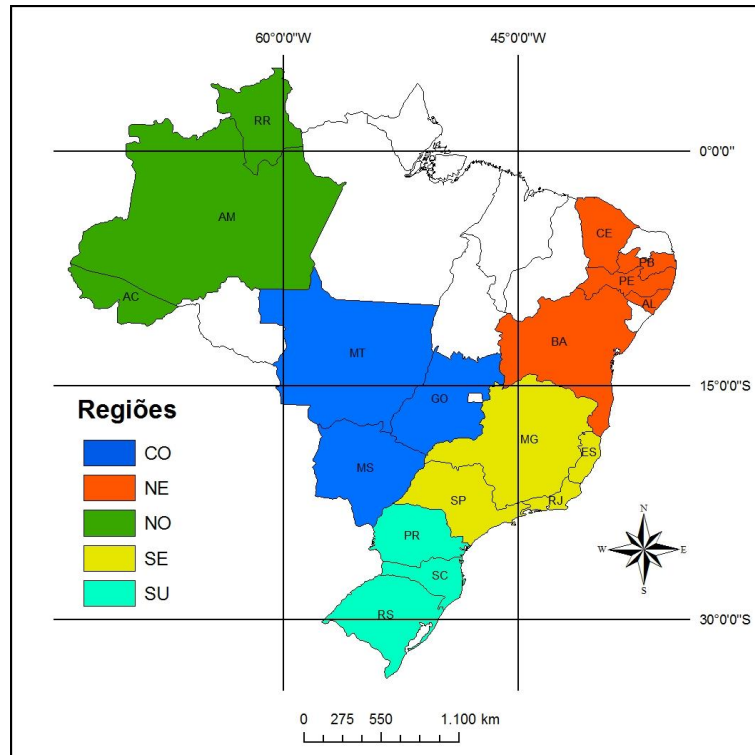 60°0'0"W 45°0'0"W
RR
0°0'0"
AM
CE
PB
PE
AC
AL
BA
MT
15°0'0"S
GO
Regiões
MG
CO
ES
MS
NE
SP
RJ
NO
PR
N
W E
S
SE
SC
SU
RS
30°0'0"S
0 275 550 1.100 km